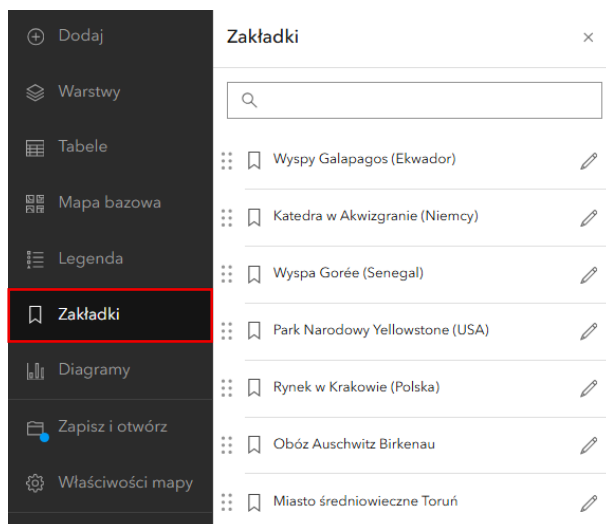 Dodaj
Warstwy
Tabele
Mapa bazowa
Legenda
Zakładki
Diagramy
Zapisz i otwórz
Właściwości mapy
Zakładki
Wyspy Galapagos (Ekwador)
Katedra w Akwizgranie (Niemcy)
Wyspa Gorée (Senegal)
Park Narodowy Yellowstone (USA)
Rynek w Krakowie (Polska)
Obóz Auschwitz Birkenau
Miasto średniowieczne Toruń